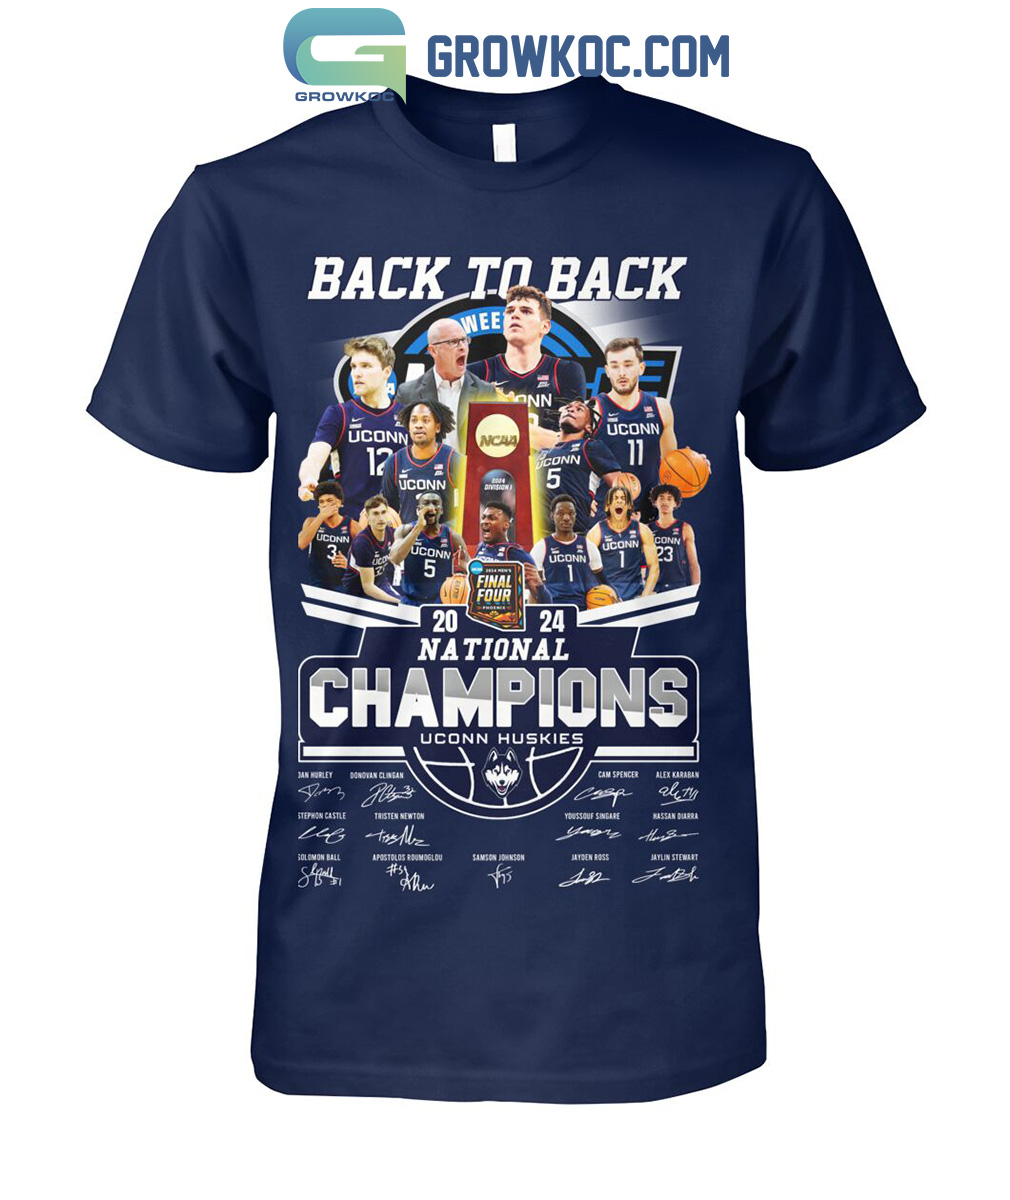 GROWKOC.COM
GROWKOC
BACK TO BACK
WEE
UCONN
12
UCONN
11
NCAA
UCONN
5
2024
DIVISION I
UCONN
UCONN
3
UCONN
5
UCONN
1
UCONN
1
UCONN
23
2024 MEN'S
FINAL
FOUR
PHOENIX
20 24
NATIONAL
CHAMPIONS
UCONN HUSKIES
DAN HURLEY DONOVAN CLINGAN CAM SPENCER ALEX KARABAN
STEPHON CASTLE TRISTEN NEWTON YOUSSOUF SINGARE HASSAN DIARRA
SOLOMON BALL APOSTOLOS ROUMOGLOU SAMSON JOHNSON JAYDEN ROSS JAYLIN STEWART